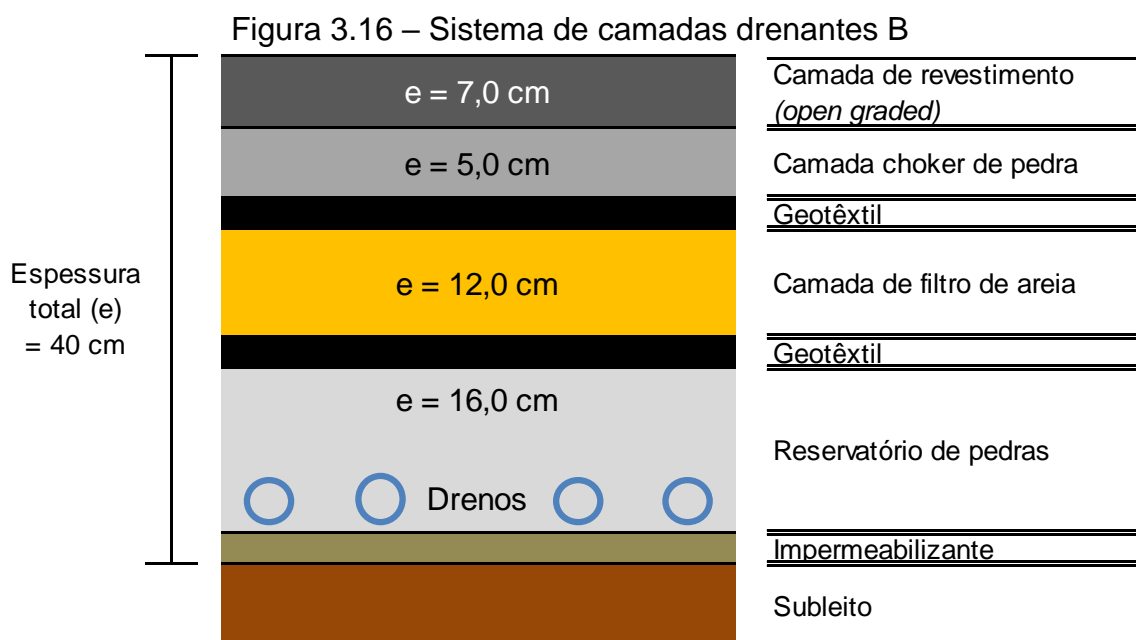 Figura 3.16 – Sistema de camadas drenantes B
e = 7,0 cm
Camada de revestimento
(open graded)
e = 5,0 cm
Camada choker de pedra
Geotêxtil
Espessura
total (e)
= 40 cm
e = 12,0 cm
Camada de filtro de areia
Geotêxtil
e = 16,0 cm
Reservatório de pedras
Drenos
Impermeabilizante
Subleito